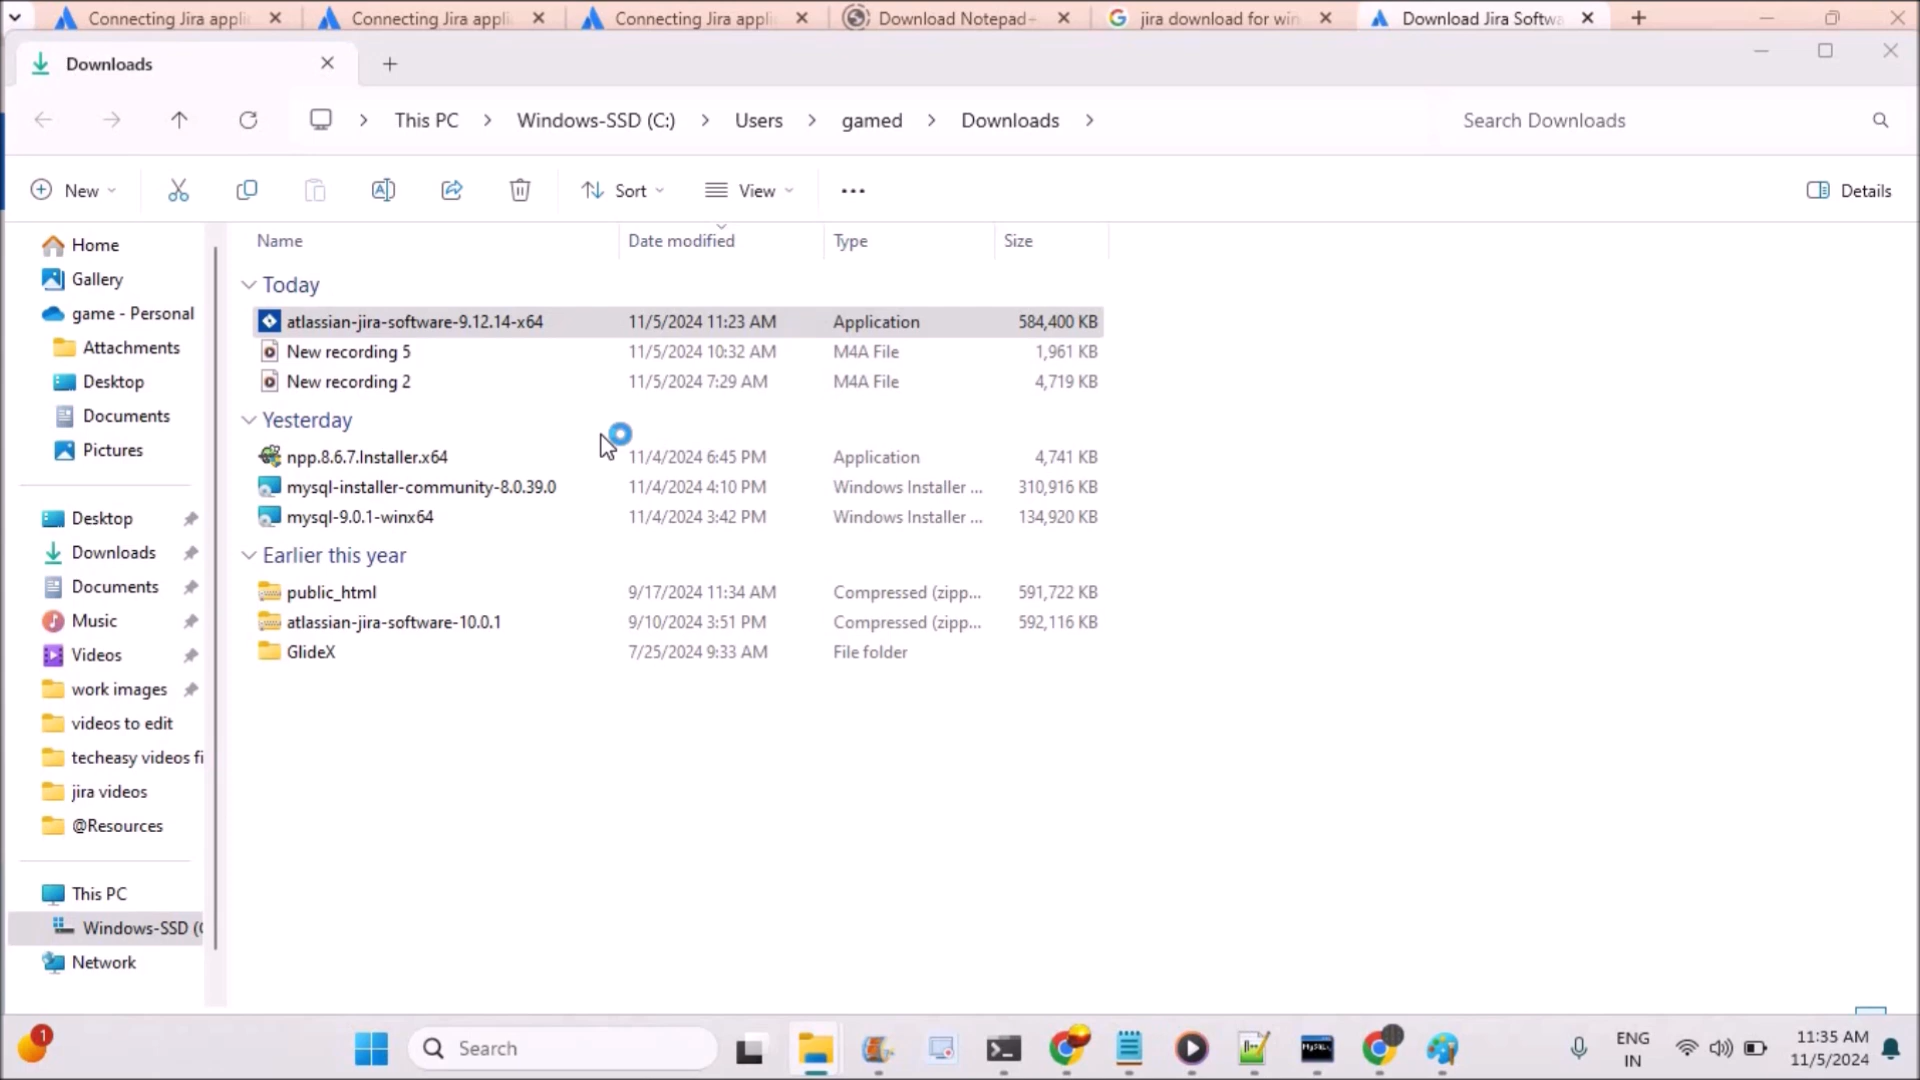 Connecting Jira appli
Connecting Jira appli
Connecting Jira appli
Download Notepad+
jira download for win
Download Jira Softwa
Downloads
This PC > Windows-SSD (C:) > Users > gamed > Downloads >
Search Downloads
New
Sort
View
Details
Name
Date modified
Type
Size
Today
atlassian-jira-software-9.12.14-x64 11/5/2024 11:23 AM Application 584,400 KB
New recording 5 11/5/2024 10:32 AM M4A File 1,961 KB
New recording 2 11/5/2024 7:29 AM M4A File 4,719 KB
Yesterday
npp.8.6.7.Installer.x64 11/4/2024 6:45 PM Application 4,741 KB
mysql-installer-community-8.0.39.0 11/4/2024 4:10 PM Windows Installer ... 310,916 KB
mysql-9.0.1-winx64 11/4/2024 3:42 PM Windows Installer ... 134,920 KB
Earlier this year
public_html 9/17/2024 11:34 AM Compressed (zipp... 591,722 KB
atlassian-jira-software-10.0.1 9/10/2024 3:51 PM Compressed (zipp... 592,116 KB
GlideX 7/25/2024 9:33 AM File folder
Home
Gallery
game - Personal
Attachments
Desktop
Documents
Pictures
Desktop
Downloads
Documents
Music
Videos
work images
videos to edit
techeasy videos fi
jira videos
@Resources
This PC
Windows-SSD (
Network
1
Search
MySQL
ENG
IN
11:35 AM
11/5/2024